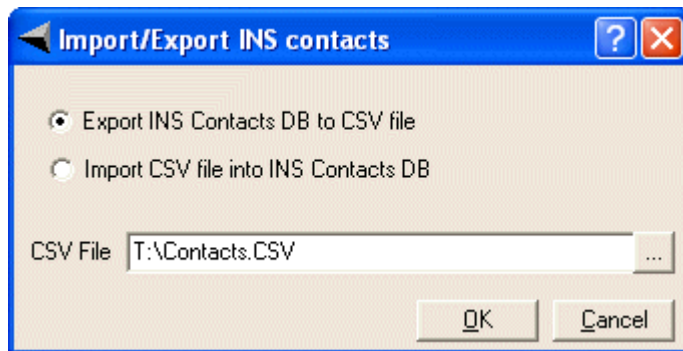 Import/Export INS contacts
Export INS Contacts DB to CSV file
Import CSV file into INS Contacts DB
CSV File T:\Contacts.CSV ...
OK Cancel